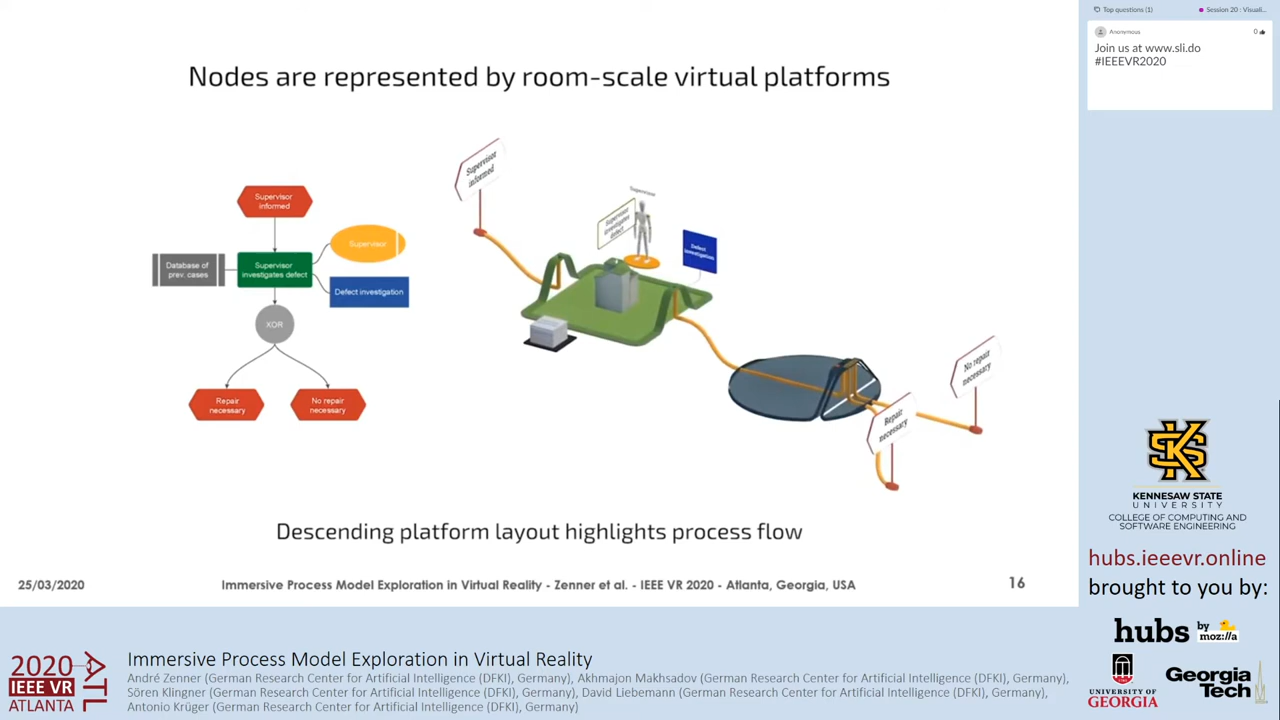 Nodes are represented by room-scale virtual platforms
Supervisor
informed
Database of
prev. cases
Supervisor
investigates defect
Supervisor
Defect investigation
XOR
Repair
necessary
No repair
necessary
Supervisor
informed
Supervisor
Supervisor
investigates
defect
Defect
investigation
No repair
necessary
Repair
necessary
Descending platform layout highlights process flow
25/03/2020
Immersive Process Model Exploration in Virtual Reality - Zenner et al. - IEEE VR 2020 - Atlanta, Georgia, USA
16
Top questions (1)
Session 20 : Visuali...
Anonymous
0
Join us at www.sli.do
#IEEEVR2020
KS
KENNESAW STATE
UNIVERSITY
COLLEGE OF COMPUTING AND
SOFTWARE ENGINEERING
hubs.ieeevr.online
brought to you by:
hubs by
moz://a
UNIVERSITY OF
GEORGIA
Georgia
Tech
2020
IEEE VR
ATLANTA
ATL
Immersive Process Model Exploration in Virtual Reality
André Zenner (German Research Center for Artificial Intelligence (DFKI), Germany), Akhmajon Makhsadov (German Research Center for Artificial Intelligence (DFKI), Germany),
Sören Klingner (German Research Center for Artificial Intelligence (DFKI), Germany), David Liebemann (German Research Center for Artificial Intelligence (DFKI), Germany),
Antonio Krüger (German Research Center for Artificial Intelligence (DFKI), Germany)